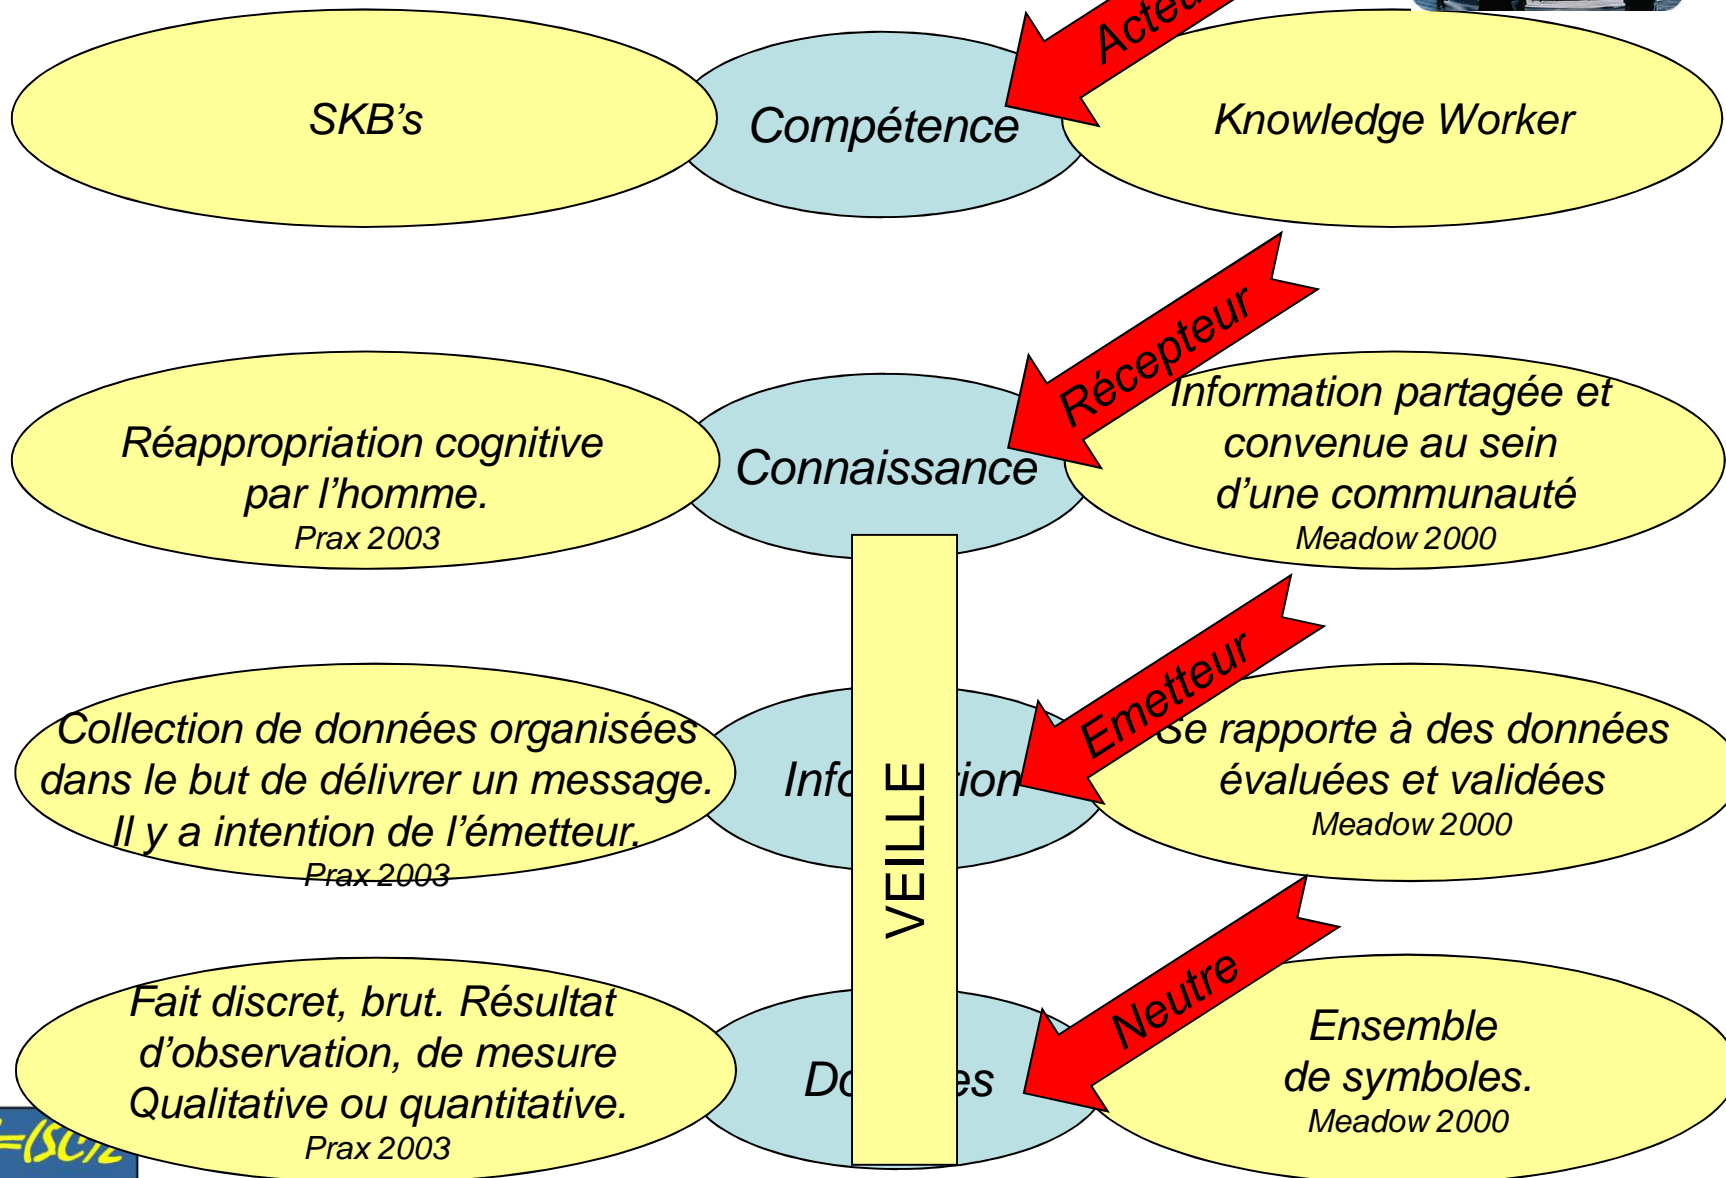 Acteur
SKB's
Compétence
Knowledge Worker
Récepteur
Réappropriation cognitive
par l'homme.
Prax 2003
Connaissance
Information partagée et
convenue au sein
d'une communauté
Meadow 2000
Emetteur
Collection de données organisées
dans le but de délivrer un message.
Il y a intention de l'émetteur.
Prax 2003
VEILLE
Se rapporte à des données
évaluées et validées
Meadow 2000
Neutre
Fait discret, brut. Résultat
d'observation, de mesure
Qualitative ou quantitative.
Prax 2003
Ensemble
de symboles.
Meadow 2000